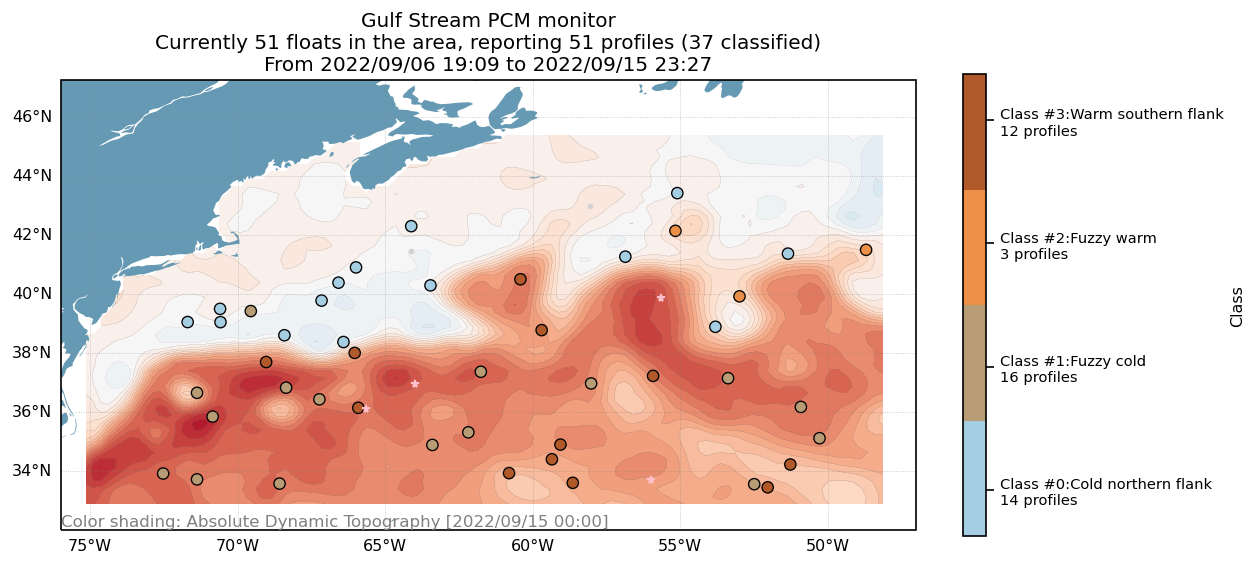 Gulf Stream PCM monitor
Currently 51 floats in the area, reporting 51 profiles (37 classified)
From 2022/09/06 19:09 to 2022/09/15 23:27
46°N
44°N
42°N
40°N
38°N
36°N
34°N
Color shading: Absolute Dynamic Topography [2022/09/15 00:00]
75°W
70°W
65°W
60°W
55°W
50°W
Class #3:Warm southern flank
12 profiles
Class #2:Fuzzy warm
3 profiles
Class #1:Fuzzy cold
16 profiles
Class #0:Cold northern flank
14 profiles
Class